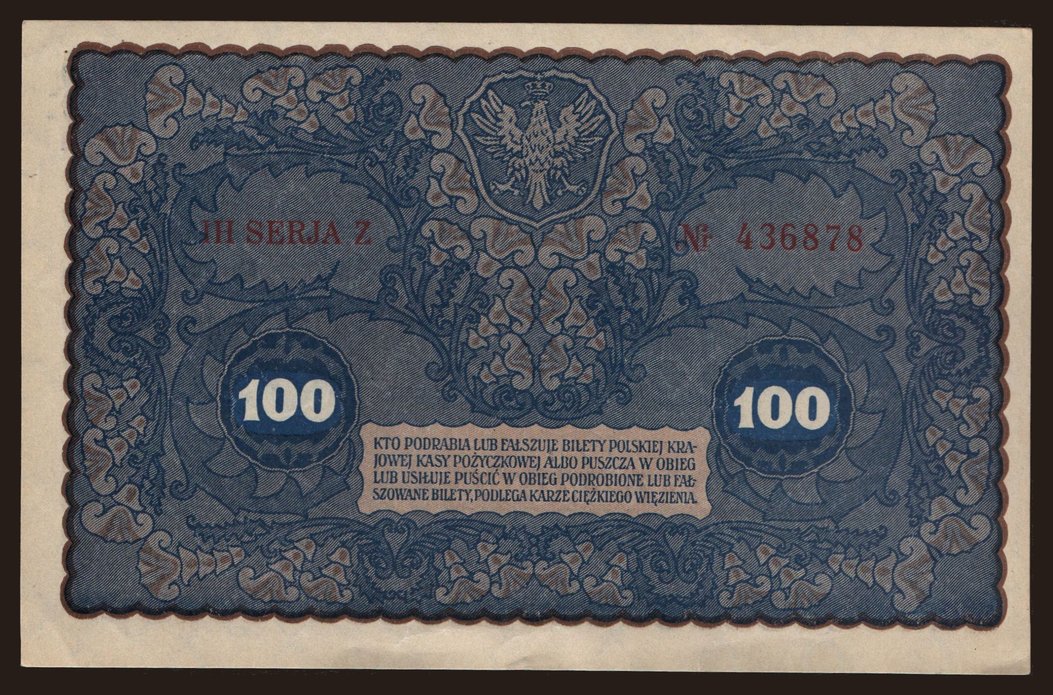 III SERJA Z
Nr 436878
100
100
KTO PODRABIA LUB FAŁSZUJE BILETY POLSKIEJ KRA-
JOWEJ KASY POŻYCZKOWEJ ALBO PUSZCZA W OBIEG
LUB USIŁUJE PUŚCIĆ W OBIEG PODROBIONE LUB FAŁ-
SZOWANE BILETY, PODLEGA KARZE CIĘŻKIEGO WIĘZIENIA.